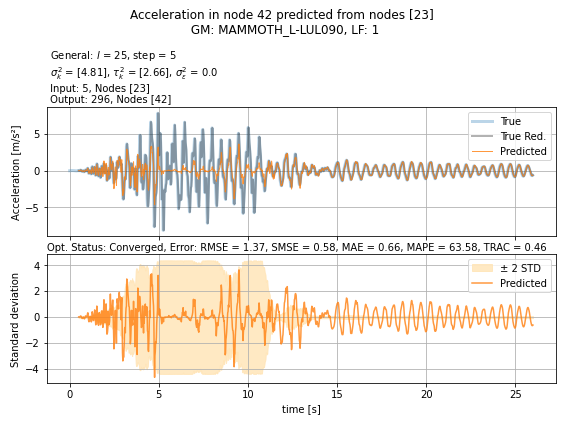 Acceleration in node 42 predicted from nodes [23]
GM: MAMMOTH_L-LUL090, LF: 1
General: l = 25, step = 5
σ²ₖ = [4.81], τ²ₖ = [2.66], σ²ε = 0.0
Input: 5, Nodes [23]
Output: 296, Nodes [42]
Acceleration [m/s²]
5
0
−5
True
True Red.
Predicted
Opt. Status: Converged, Error: RMSE = 1.37, SMSE = 0.58, MAE = 0.66, MAPE = 63.58, TRAC = 0.46
Standard deviation
4
2
0
−2
−4
± 2 STD
Predicted
0 5 10 15 20 25
time [s]